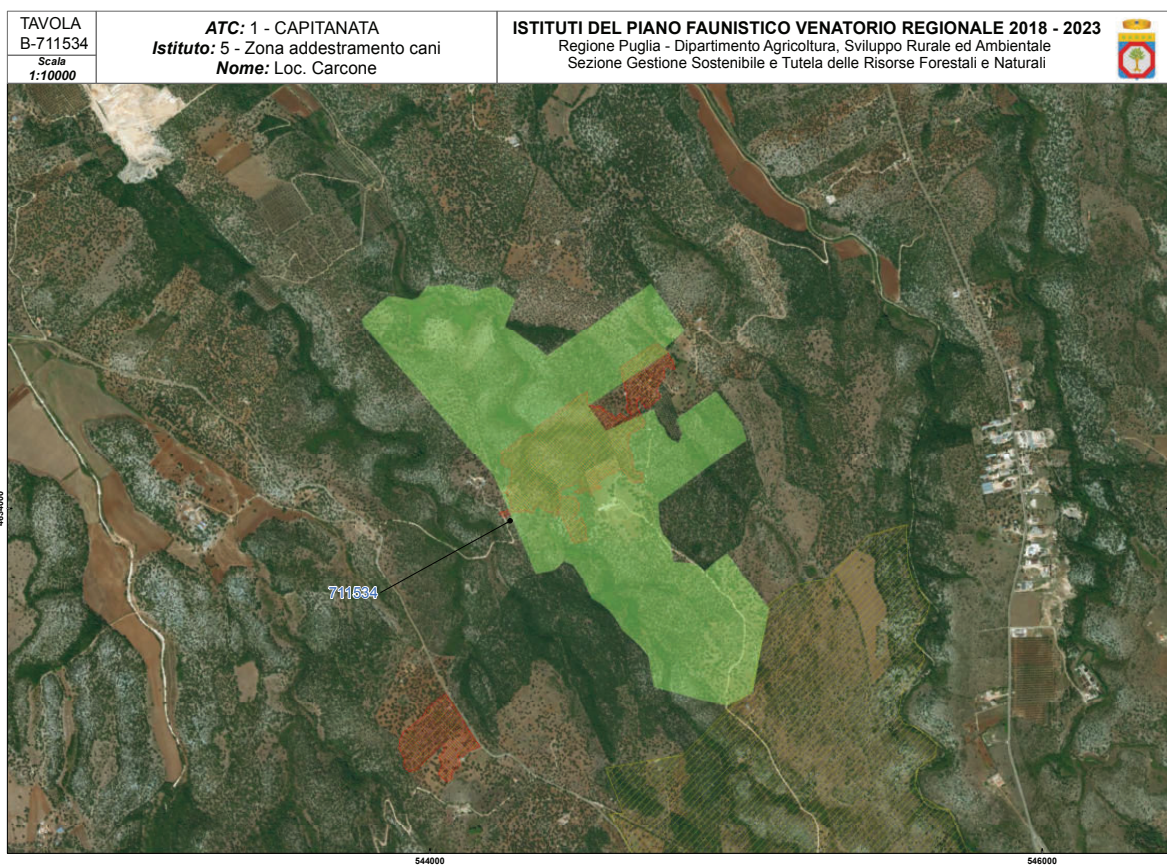 TAVOLA
B-711534
Scala
1:10000
ATC: 1 - CAPITANATA
Istituto: 5 - Zona addestramento cani
Nome: Loc. Carcone
ISTITUTI DEL PIANO FAUNISTICO VENATORIO REGIONALE 2018 - 2023
Regione Puglia - Dipartimento Agricoltura, Sviluppo Rurale ed Ambientale
Sezione Gestione Sostenibile e Tutela delle Risorse Forestali e Naturali
711534
544000
546000